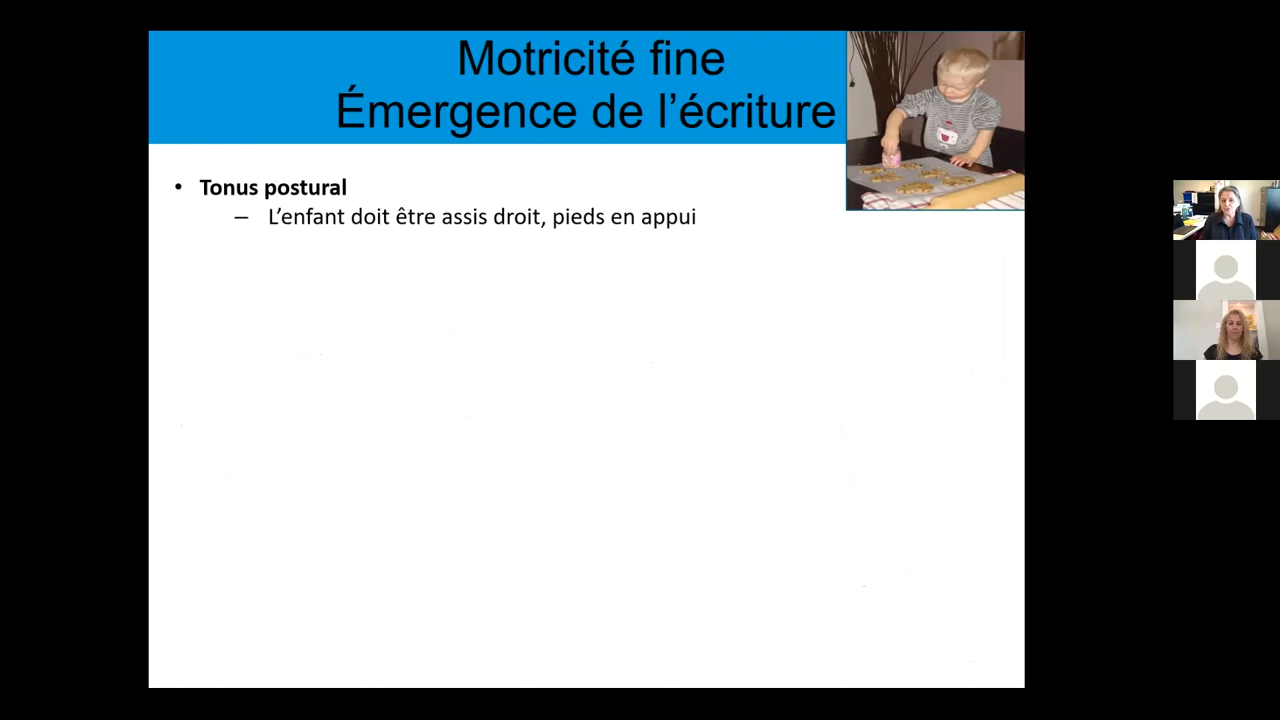 Motricité fine
Émergence de l’écriture
• Tonus postural
– L’enfant doit être assis droit, pieds en appui